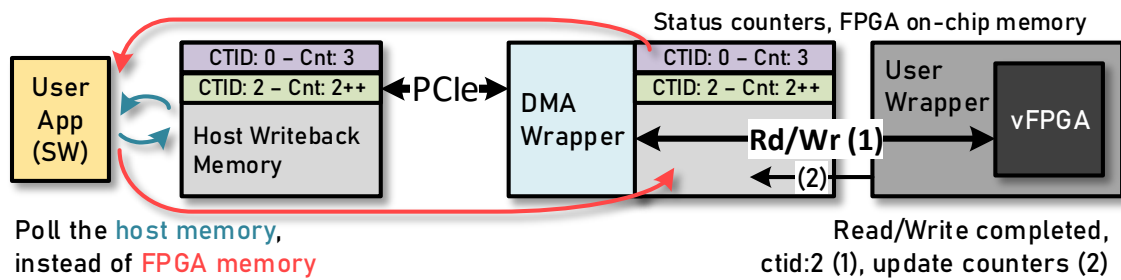 Status counters, FPGA on-chip memory
User
App
(SW)
CTID: 0 – Cnt: 3
CTID: 2 – Cnt: 2++
Host Writeback
Memory
PCIe
DMA
Wrapper
CTID: 0 – Cnt: 3
CTID: 2 – Cnt: 2++
Rd/Wr (1)
(2)
User
Wrapper
vFPGA
Poll the host memory,
instead of FPGA memory
Read/Write completed,
ctid:2 (1), update counters (2)